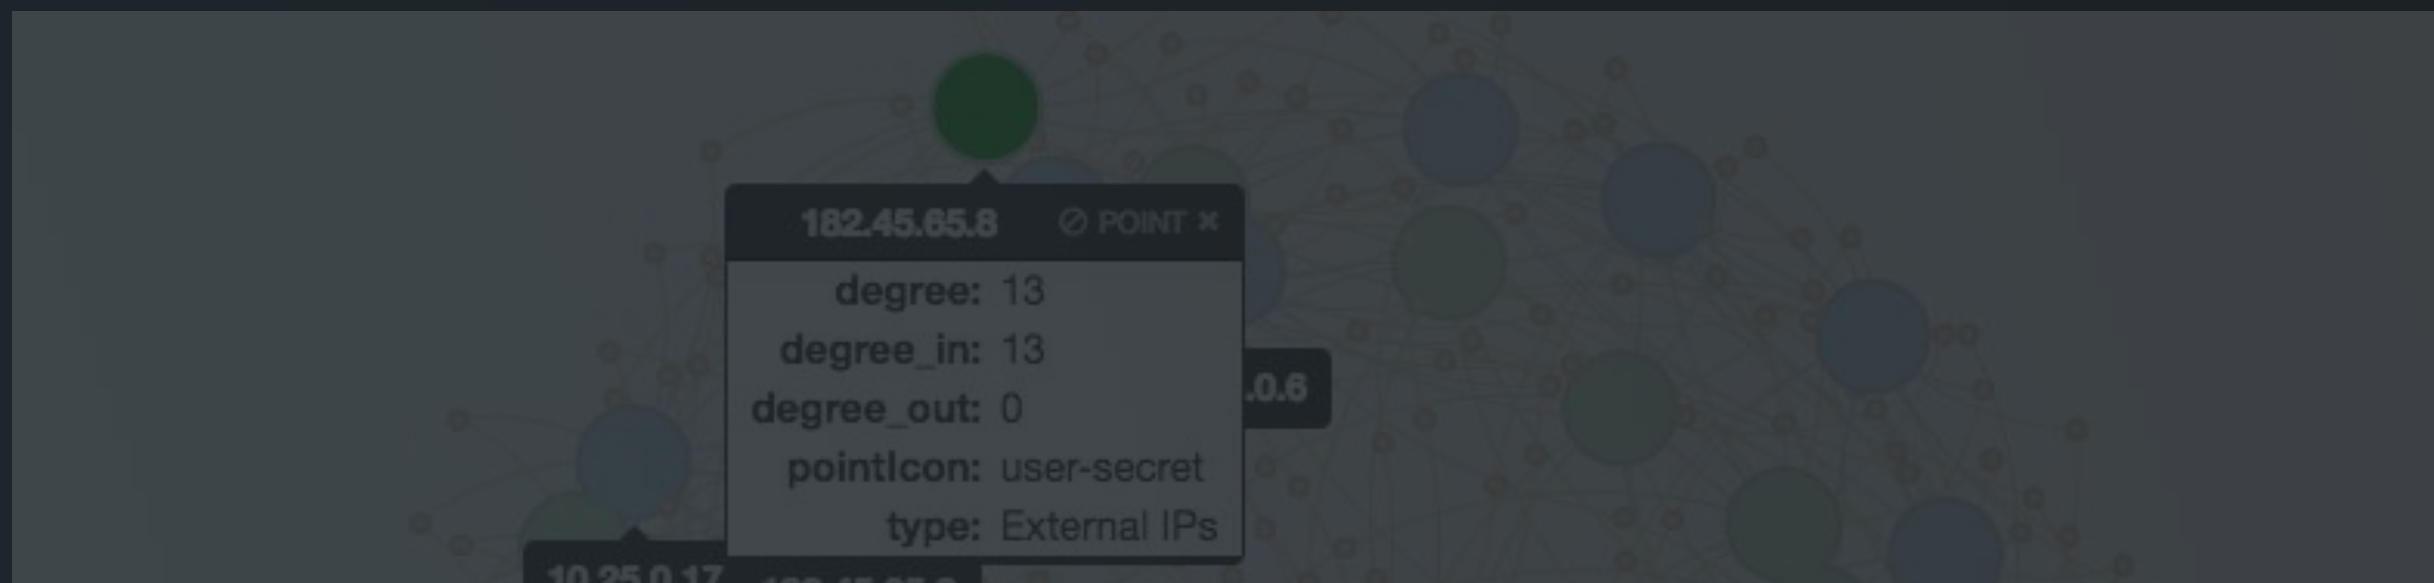 182.45.65.8 POINT
degree: 13
degree_in: 13
degree_out: 0
pointIcon: user-secret
type: External IPs
.0.6
10.25.0.17